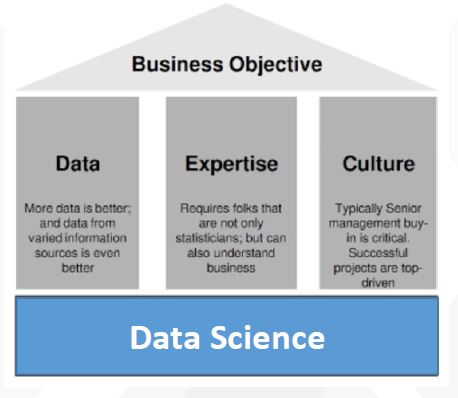 Business Objective
Data
More data is better;
and data from
varied information
sources is even
better
Expertise
Requires folks that
are not only
statisticians; but can
also understand
business
Culture
Typically Senior
management buy-
in is critical.
Successful
projects are top-
driven
Data Science